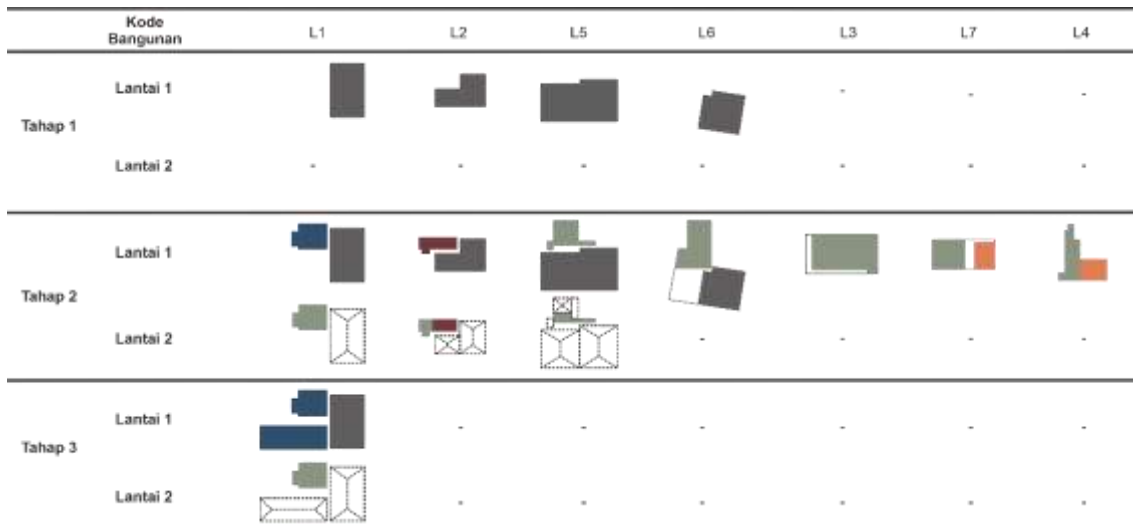 Kode
Bangunan L1 L2 L5 L6 L3 L7 L4
Lantai 1 - - -
Tahap 1
Lantai 2 - - - - - - -
Lantai 1
Tahap 2
Lantai 2 - - - -
Lantai 1 - - - - - -
Tahap 3
Lantai 2 - - - - - -